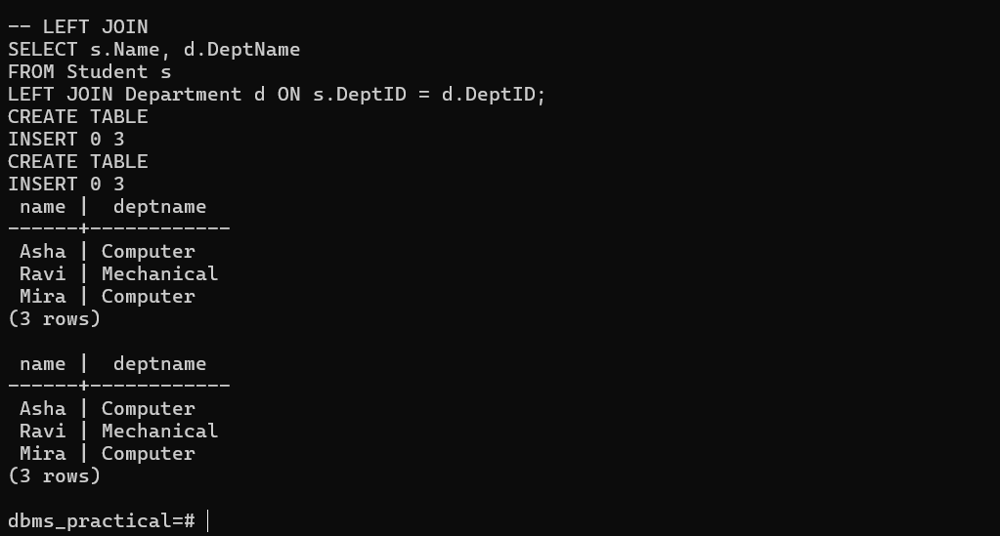 -- LEFT JOIN
SELECT s.Name, d.DeptName
FROM Student s
LEFT JOIN Department d ON s.DeptID = d.DeptID;
CREATE TABLE
INSERT 0 3
CREATE TABLE
INSERT 0 3
 name |  deptname
------+------------
 Asha | Computer
 Ravi | Mechanical
 Mira | Computer
(3 rows)

 name |  deptname
------+------------
 Asha | Computer
 Ravi | Mechanical
 Mira | Computer
(3 rows)

dbms_practical=#